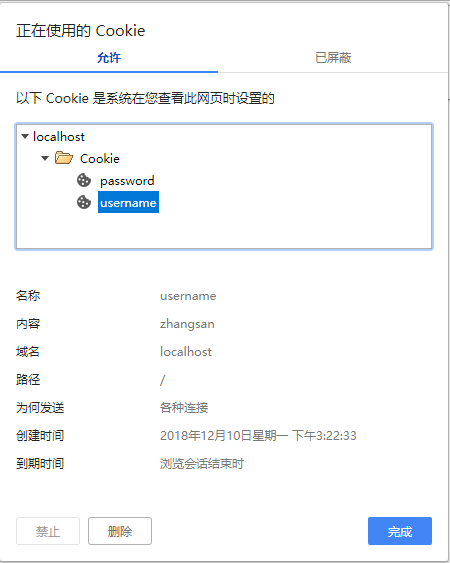 正在使用的 Cookie
允许 已屏蔽
以下 Cookie 是系统在您查看此网页时设置的
localhost
Cookie
password
username
名称 username
内容 zhangsan
域名 localhost
路径 /
为何发送 各种连接
创建时间 2018年12月10日星期一 下午3:22:33
到期时间 浏览会话结束时
禁止 删除 完成